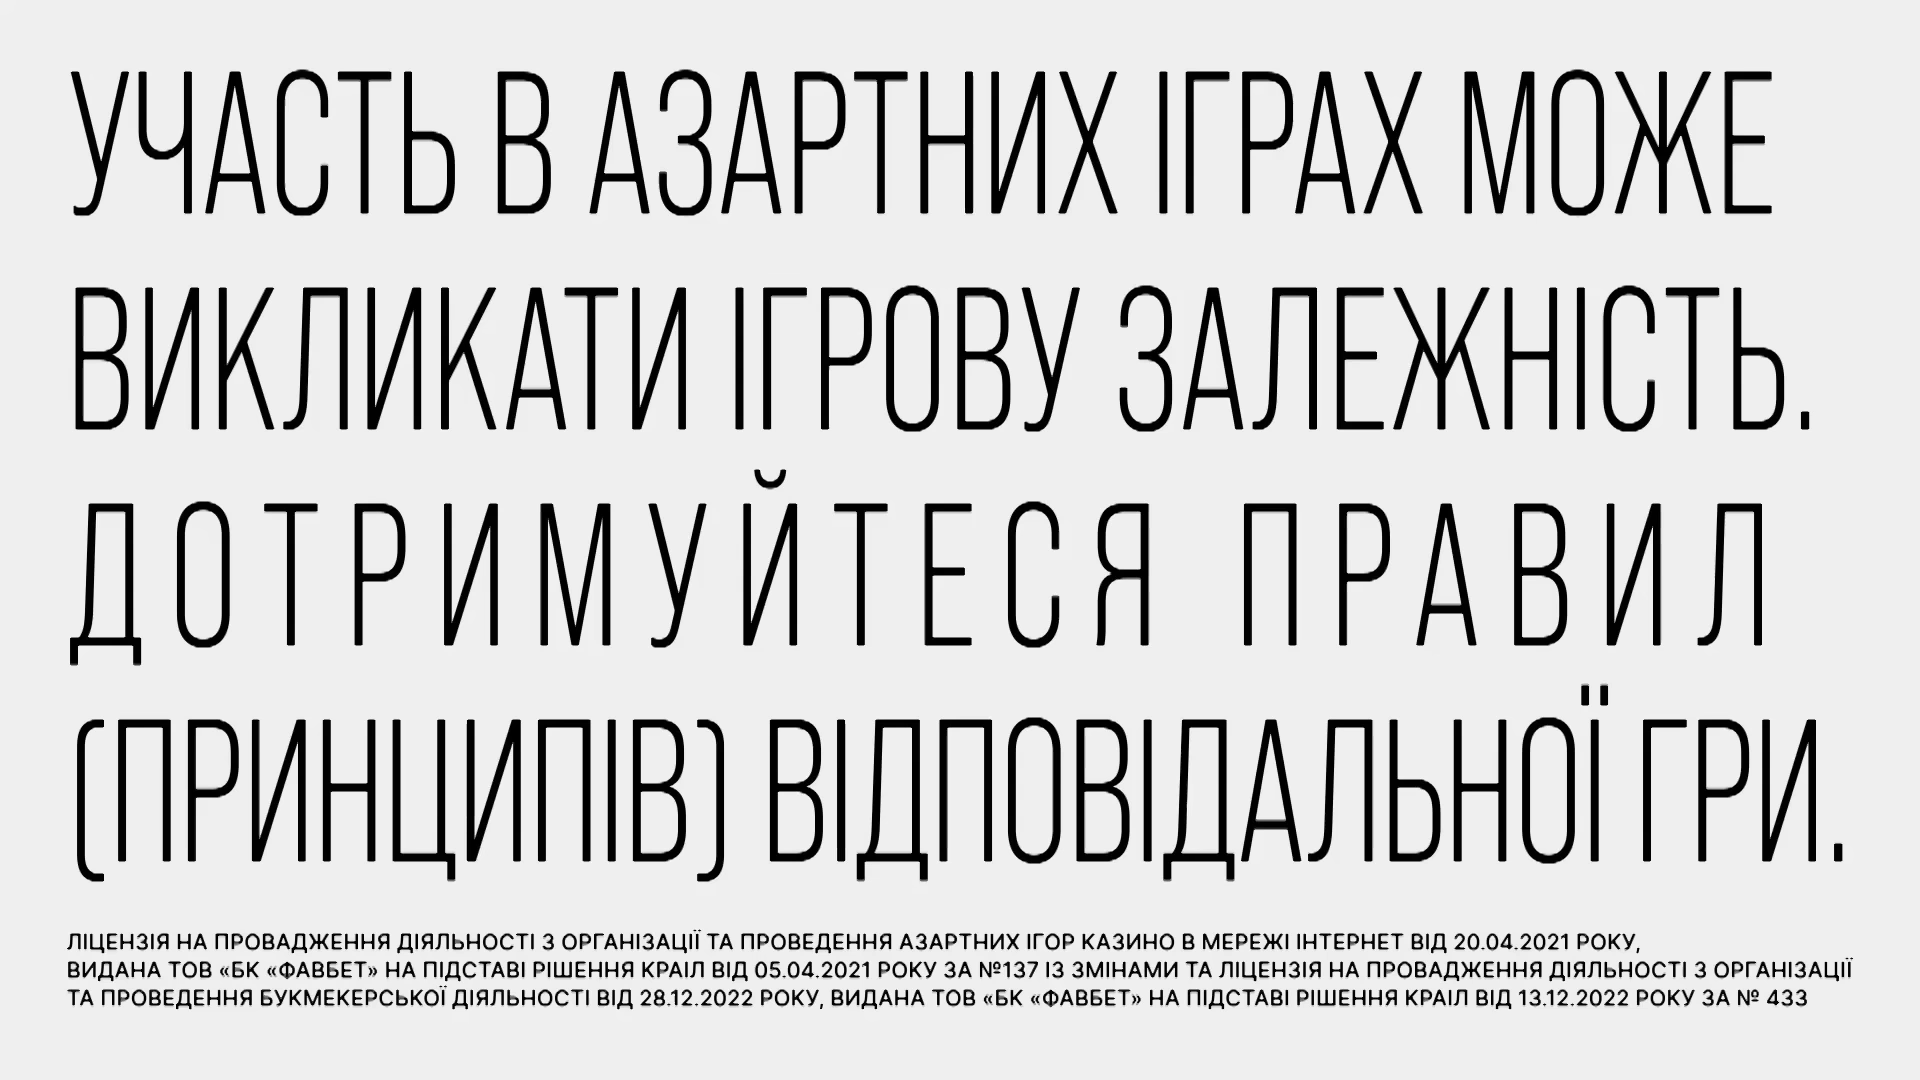 УЧАСТЬ В АЗАРТНИХ ІГРАХ МОЖЕ
ВИКЛИКАТИ ІГРОВУ ЗАЛЕЖНІСТЬ.
ДОТРИМУЙТЕСЯ ПРАВИЛ
(ПРИНЦИПІВ) ВІДПОВІДАЛЬНОЇ ГРИ.
ЛІЦЕНЗІЯ НА ПРОВАДЖЕННЯ ДІЯЛЬНОСТІ З ОРГАНІЗАЦІЇ ТА ПРОВЕДЕННЯ АЗАРТНИХ ІГОР КАЗИНО В МЕРЕЖІ ІНТЕРНЕТ ВІД 20.04.2021 РОКУ,
ВИДАНА ТОВ «БК «ФАВБЕТ» НА ПІДСТАВІ РІШЕННЯ КРАІЛ ВІД 05.04.2021 РОКУ ЗА №137 ІЗ ЗМІНАМИ ТА ЛІЦЕНЗІЯ НА ПРОВАДЖЕННЯ ДІЯЛЬНОСТІ З ОРГАНІЗАЦІЇ
ТА ПРОВЕДЕННЯ БУКМЕКЕРСЬКОЇ ДІЯЛЬНОСТІ ВІД 28.12.2022 РОКУ, ВИДАНА ТОВ «БК «ФАВБЕТ» НА ПІДСТАВІ РІШЕННЯ КРАІЛ ВІД 13.12.2022 РОКУ ЗА № 433